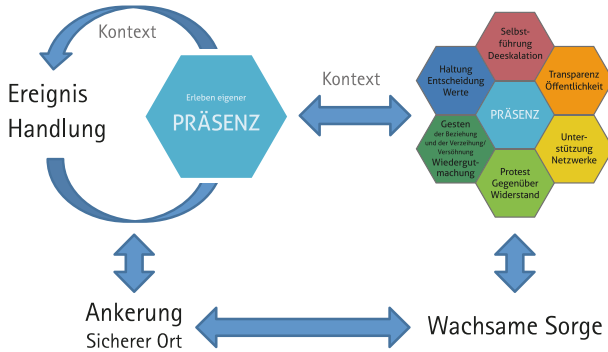 Kontext
Ereignis
Handlung
Erleben eigener
PRÄSENZ
Kontext
Selbst-
führung
Deeskalation
Haltung
Entscheidung
Werte
Transparenz
Öffentlichkeit
PRÄSENZ
Gesten
der Beziehung
und der Verzeihung/
Versöhnung
Wiedergut-
machung
Unter-
stützung
Netzwerke
Protest
Gegenüber
Widerstand
Ankerung
Sicherer Ort
Wachsame Sorge